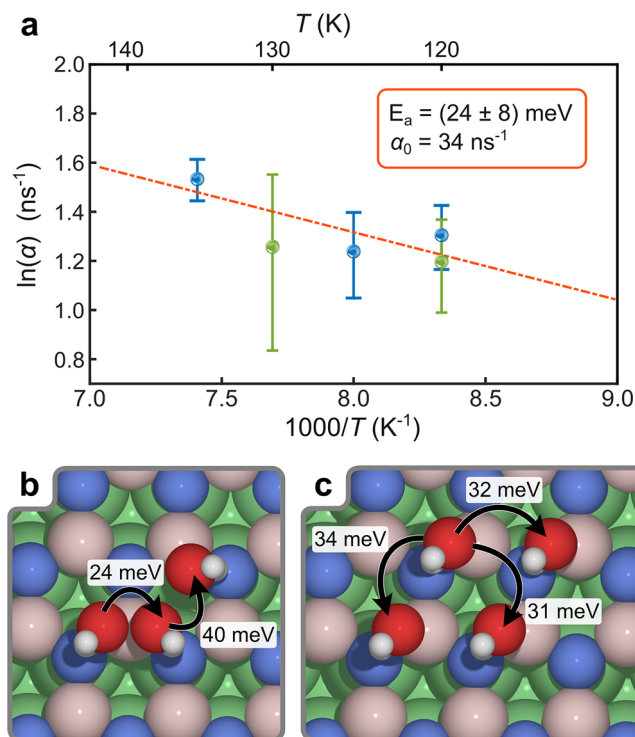 a
T (K)
140 130 120
2.0
1.8
1.6
1.4
1.2
1.0
0.8
ln(α) (ns⁻¹)
Eₐ = (24 ± 8) meV
α₀ = 34 ns⁻¹
7.0 7.5 8.0 8.5 9.0
1000/T (K⁻¹)
b
24 meV
40 meV
c
32 meV
34 meV
31 meV